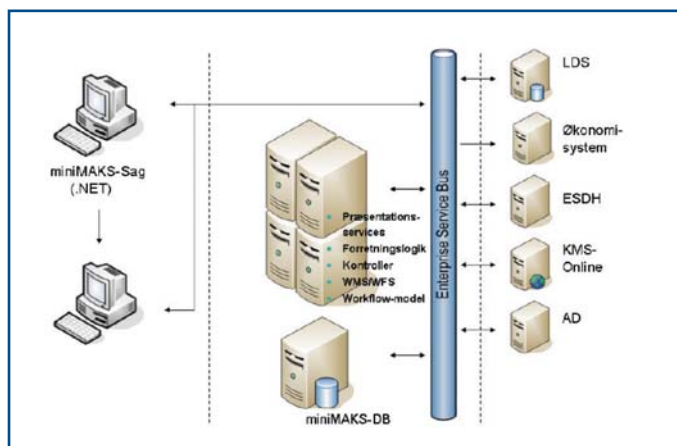 miniMAKS-Sag
(.NET)
Præsentations-
services
Forretningslogik
Kontroller
WMS/WFS
Workflow-model
miniMAKS-DB
Enterprise Service Bus
LDS
Økonomi-
system
ESDH
KMS-
Online
AD